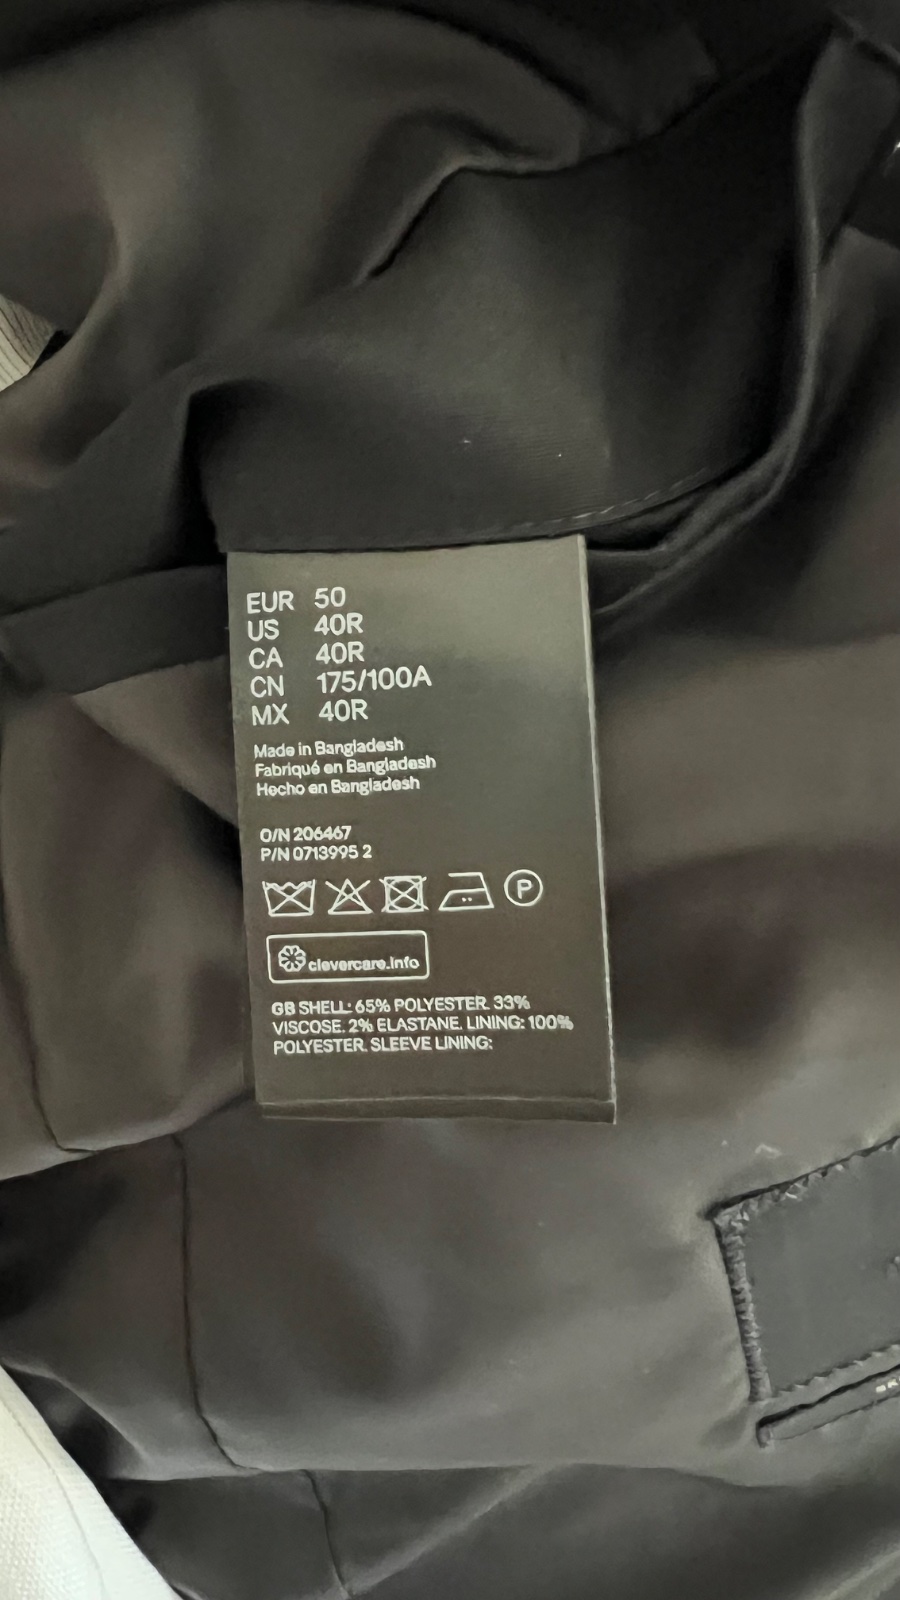 EUR 50
US 40R
CA 40R
CN 175/100A
MX 40R
Made in Bangladesh
Fabriqué en Bangladesh
Hecho en Bangladesh
O/N 206467
P/N 0713995 2
P
clevercare.info
GB SHELL: 65% POLYESTER. 33%
VISCOSE. 2% ELASTANE. LINING: 100%
POLYESTER. SLEEVE LINING: